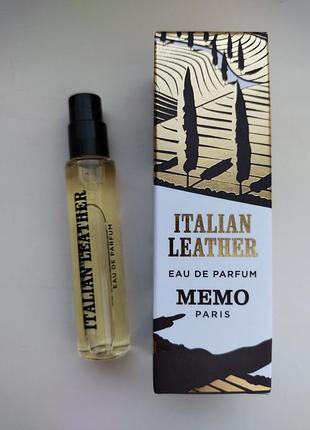 ITALIAN LEATHER
EAU DE PARFUM
ITALIAN
LEATHER
EAU DE PARFUM
MEMO
PARIS